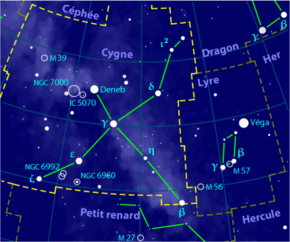 Céphée
M 39
Cygne
ι²
Dragon
γ
β
Her
NGC 7000
IC 5070
Deneb
δ
Lyre
γ
Véga
η
ε
NGC 6992
NGC 6960
ζ
γ
β
M 57
M 56
β
Petit renard
M 27
Hercule